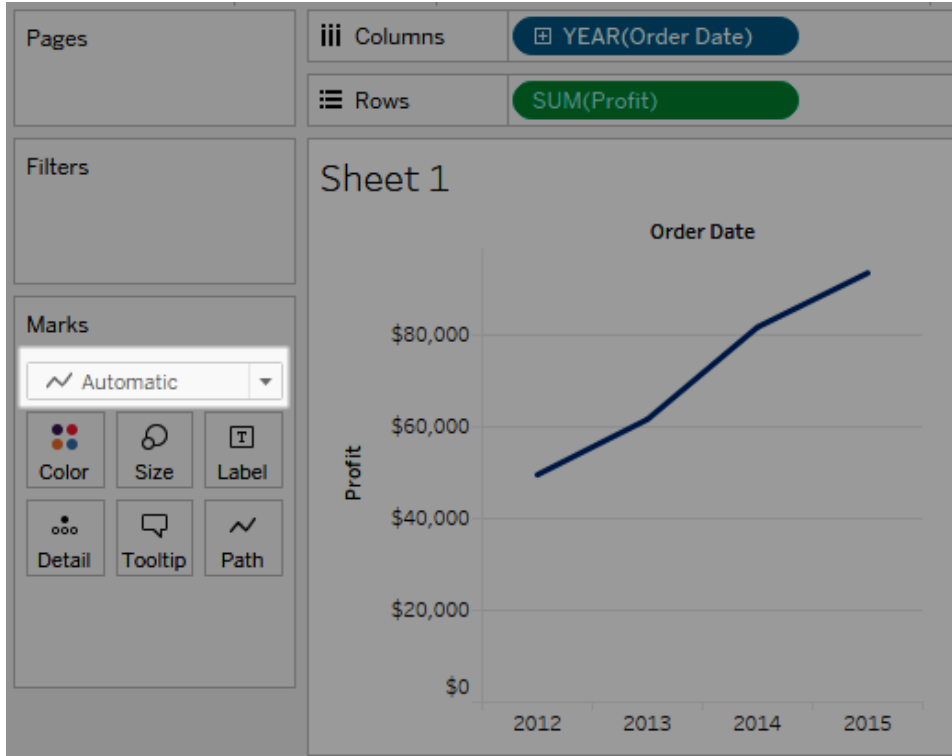 Pages
Columns
YEAR(Order Date)
Rows
SUM(Profit)
Filters
Sheet 1
Order Date
Marks
Automatic
Color
Size
T
Label
Detail
Tooltip
Path
Profit
$80,000
$60,000
$40,000
$20,000
$0
2012 2013 2014 2015